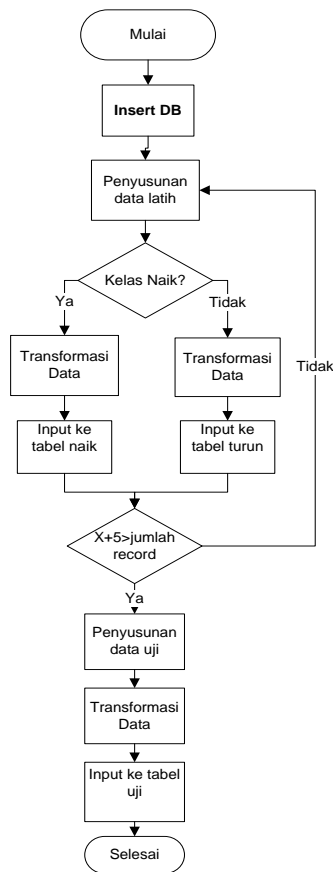 Mulai
Insert DB
Penyusunan
data latih
Kelas Naik?
Ya
Tidak
Transformasi
Data
Transformasi
Data
Tidak
Input ke
tabel naik
Input ke
tabel turun
X+5>jumlah
record
Ya
Penyusunan
data uji
Transformasi
Data
Input ke tabel
uji
Selesai